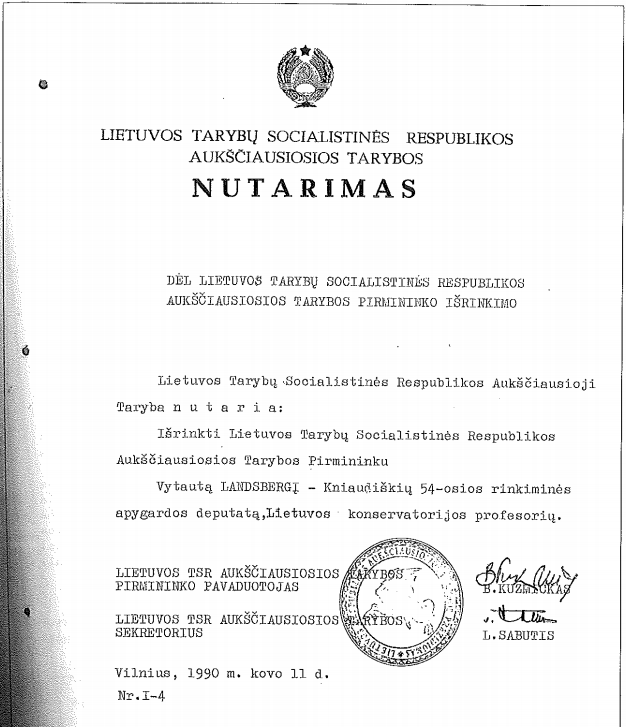 LIETUVOS TARYBŲ SOCIALISTINĖS RESPUBLIKOS
AUKŠČIAUSIOSIOS TARYBOS
NUTARIMAS
DĖL LIETUVOS TARYBŲ SOCIALISTINĖS RESPUBLIKOS
AUKŠČIAUSIOSIOS TARYBOS PIRMININKO IŠRINKIMO
Lietuvos Tarybų Socialistinės Respublikos Aukščiausioji
Taryba n u t a r i a:
Išrinkti Lietuvos Tarybų Socialistinės Respublikos
Aukščiausiosios Tarybos Pirmininku
Vytautą LANDSBERGĮ – Kniaudiškių 54-osios rinkiminės
apygardos deputatą,Lietuvos konservatorijos profesorių.
LIETUVOS TSR AUKŠČIAUSIOSIOS TARYBOS
PIRMININKO PAVADUOTOJAS B.KUZMICKAS
LIETUVOS TSR AUKŠČIAUSIOSIOS TARYBOS
SEKRETORIUS L.SABUTIS
Vilnius, 1990 m. kovo 11 d.
Nr.I-4